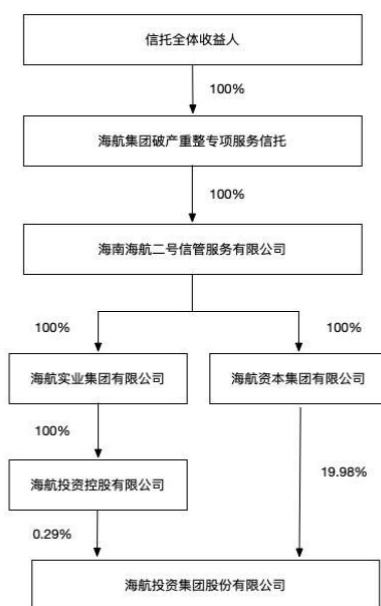 信托全体收益人
100%
海航集团破产重整专项服务信托
100%
海南海航二号信管服务有限公司
100%
100%
海航实业集团有限公司
海航资本集团有限公司
100%
19.98%
海航投资控股有限公司
0.29%
海航投资集团股份有限公司